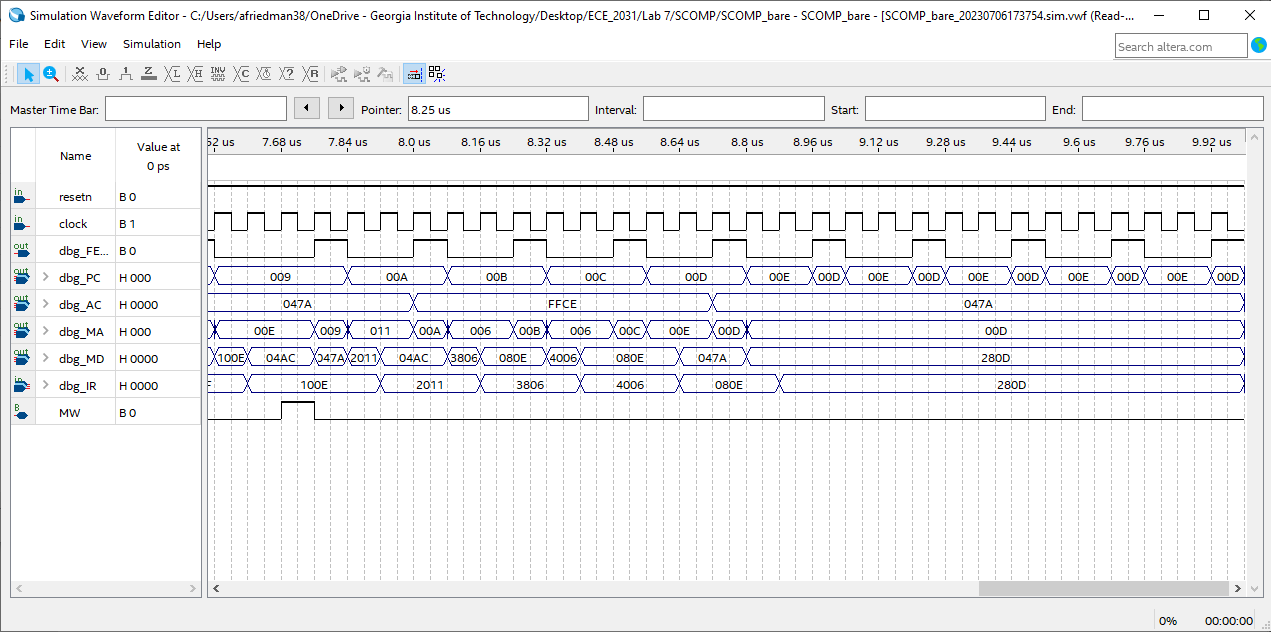 Simulation Waveform Editor - C:/Users/afriedman38/OneDrive - Georgia Institute of Technology/Desktop/ECE_2031/Lab 7/SCOMP/SCOMP_bare - SCOMP_bare - [SCOMP_bare_20230706173754.sim.vwf (Read-...
File Edit View Simulation Help
Search altera.com
Master Time Bar: Pointer: 8.25 us Interval: Start: End:
Name Value at 0 ps
52 us 7.68 us 7.84 us 8.0 us 8.16 us 8.32 us 8.48 us 8.64 us 8.8 us 8.96 us 9.12 us 9.28 us 9.44 us 9.6 us 9.76 us 9.92 us
in resetn B 0
in clock B 1
out dbg_FE... B 0
out dbg_PC H 000 009 00A 00B 00C 00D 00E 00D 00E 00D 00E 00D 00E 00D 00E 00D
out dbg_AC H 0000 047A FFCE 047A
out dbg_MA H 000 00E 009 011 00A 006 00B 006 00C 00E 00D 00D
out dbg_MD H 0000 100E 04AC 047A 2011 04AC 3806 080E 4006 080E 047A 280D
in dbg_IR H 0000 F 100E 2011 3806 4006 080E 280D
B MW B 0
0% 00:00:00